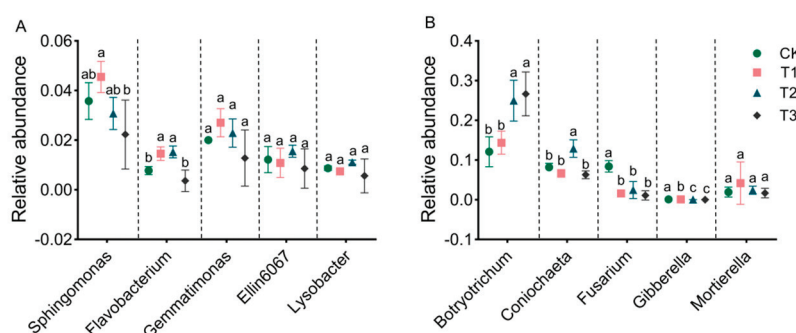 A
Relative abundance
0.06
0.04
0.02
0.00
-0.02
ab a ab b
b a a b
a a a a
a a a a
a a a a
Sphingomonas
Flavobacterium
Gemmatimonas
Ellin6067
Lysobacter
B
Relative abundance
0.4
0.3
0.2
0.1
0.0
-0.1
b b a a
b b a b
a b b b
a b c c
a a a a
Botryotrichum
Coniochaeta
Fusarium
Gibberella
Mortierella
CK
T1
T2
T3